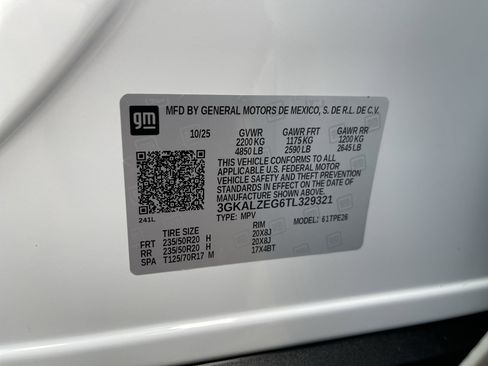 gm
MFD BY GENERAL MOTORS DE MEXICO, S. DE R.L. DE C.V.
10/25 GVWR GAWR FRT GAWR RR
2200 KG 1175 KG 1200 KG
4850 LB 2590 LB 2645 LB
THIS VEHICLE CONFORMS TO ALL
APPLICABLE U.S. FEDERAL MOTOR
VEHICLE SAFETY AND THEFT PREVENTION
STANDARDS IN EFFECT ON THE DATE OF
MANUFACTURE SHOWN ABOVE.
3GKALZEG6TL329321
TYPE: MPV MODEL: 61TPE26
241L
TIRE SIZE RIM
FRT 235/50R20 H 20X8J
RR 235/50R20 H 20X8J
SPA T125/70R17 M 17X4BT